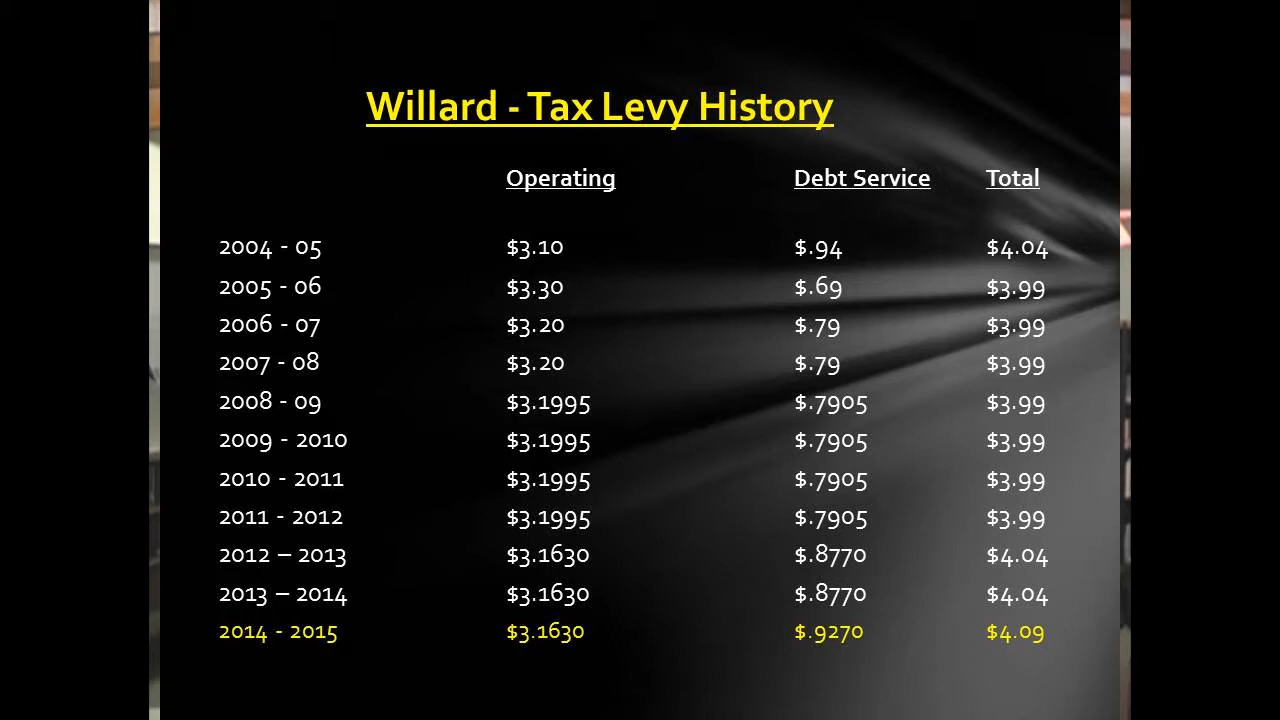 Willard - Tax Levy History
Operating Debt Service Total
2004 - 05 $3.10 $.94 $4.04
2005 - 06 $3.30 $.69 $3.99
2006 - 07 $3.20 $.79 $3.99
2007 - 08 $3.20 $.79 $3.99
2008 - 09 $3.1995 $.7905 $3.99
2009 - 2010 $3.1995 $.7905 $3.99
2010 - 2011 $3.1995 $.7905 $3.99
2011 - 2012 $3.1995 $.7905 $3.99
2012 – 2013 $3.1630 $.8770 $4.04
2013 – 2014 $3.1630 $.8770 $4.04
2014 - 2015 $3.1630 $.9270 $4.09